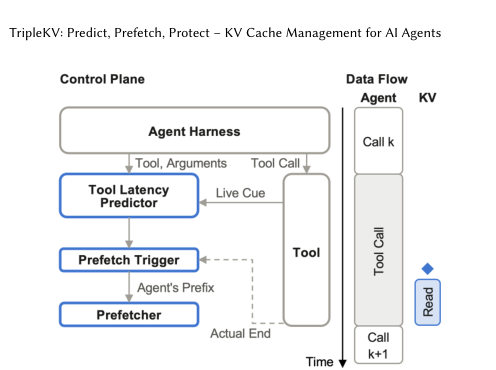 TripleKV: Predict, Prefetch, Protect – KV Cache Management for AI Agents
Control Plane
Data Flow
Agent
KV
Agent Harness
Call k
Tool, Arguments
Tool Call
Tool Latency
Predictor
Live Cue
Tool
Tool Call
Prefetch Trigger
Agent's Prefix
Read
Prefetcher
Actual End
Call
k+1
Time